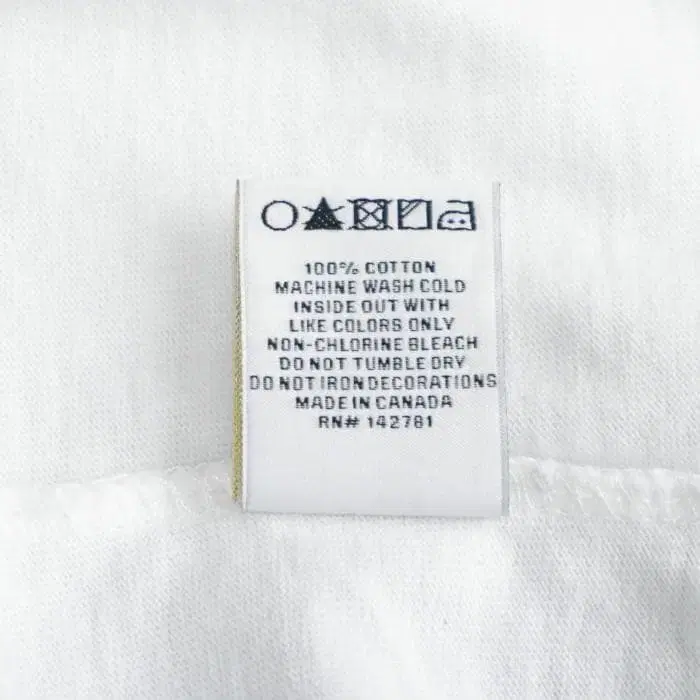 100% COTTON
MACHINE WASH COLD
INSIDE OUT WITH
LIKE COLORS ONLY
NON-CHLORINE BLEACH
DO NOT TUMBLE DRY
DO NOT IRON DECORATIONS
MADE IN CANADA
RN# 142781